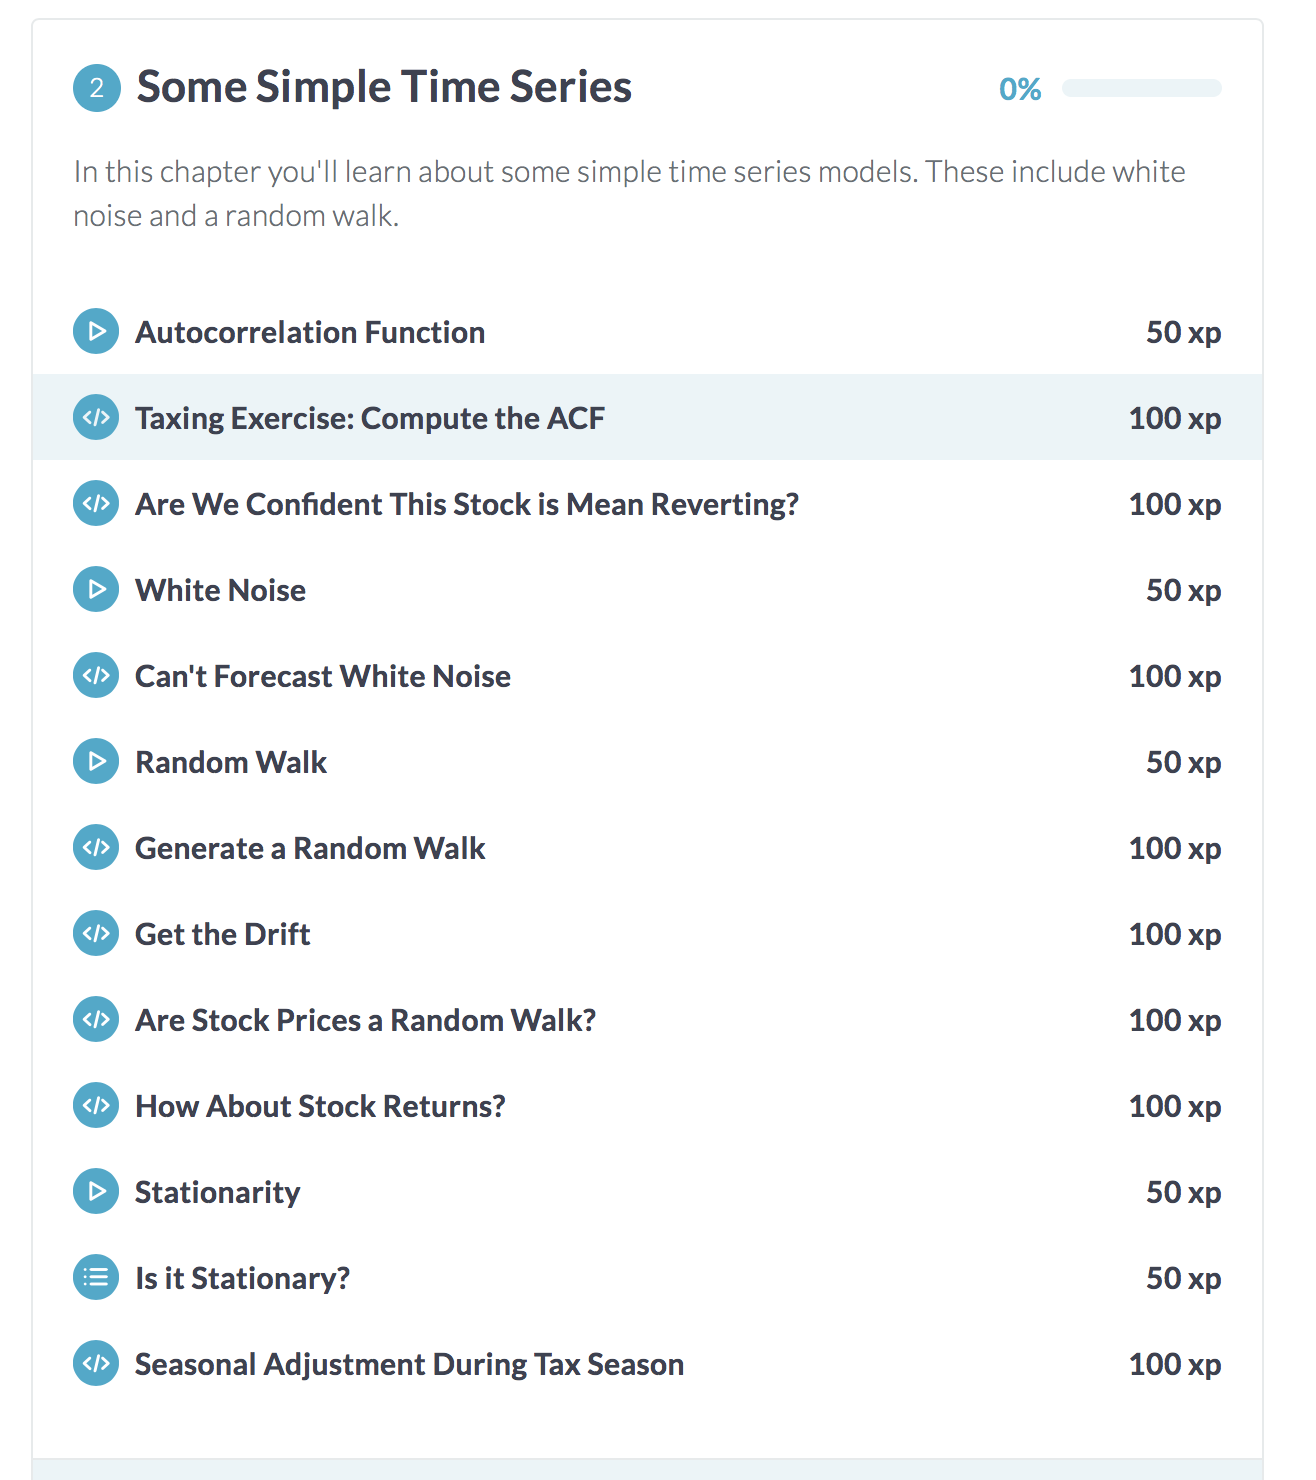 2 Some Simple Time Series 0%
In this chapter you'll learn about some simple time series models. These include white
noise and a random walk.
Autocorrelation Function 50 xp
Taxing Exercise: Compute the ACF 100 xp
Are We Confident This Stock is Mean Reverting? 100 xp
White Noise 50 xp
Can't Forecast White Noise 100 xp
Random Walk 50 xp
Generate a Random Walk 100 xp
Get the Drift 100 xp
Are Stock Prices a Random Walk? 100 xp
How About Stock Returns? 100 xp
Stationarity 50 xp
Is it Stationary? 50 xp
Seasonal Adjustment During Tax Season 100 xp